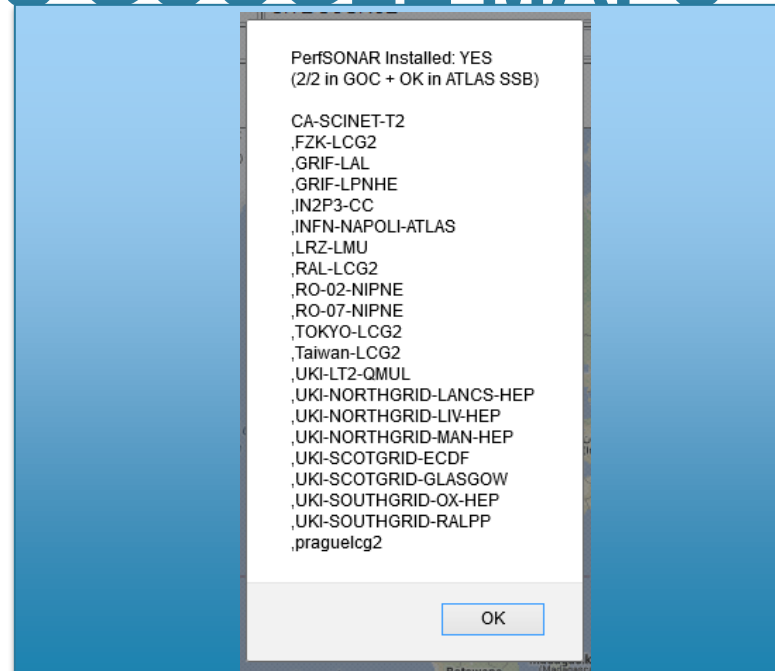 PerfSONAR Installed: YES
(2/2 in GOC + OK in ATLAS SSB)
CA-SCINET-T2
,FZK-LCG2
,GRIF-LAL
,GRIF-LPNHE
,IN2P3-CC
,INFN-NAPOLI-ATLAS
,LRZ-LMU
,RAL-LCG2
,RO-02-NIPNE
,RO-07-NIPNE
,TOKYO-LCG2
,Taiwan-LCG2
,UKI-LT2-QMUL
,UKI-NORTHGRID-LANCS-HEP
,UKI-NORTHGRID-LIV-HEP
,UKI-NORTHGRID-MAN-HEP
,UKI-SCOTGRID-ECDF
,UKI-SCOTGRID-GLASGOW
,UKI-SOUTHGRID-OX-HEP
,UKI-SOUTHGRID-RALPP
,praguelcg2
OK